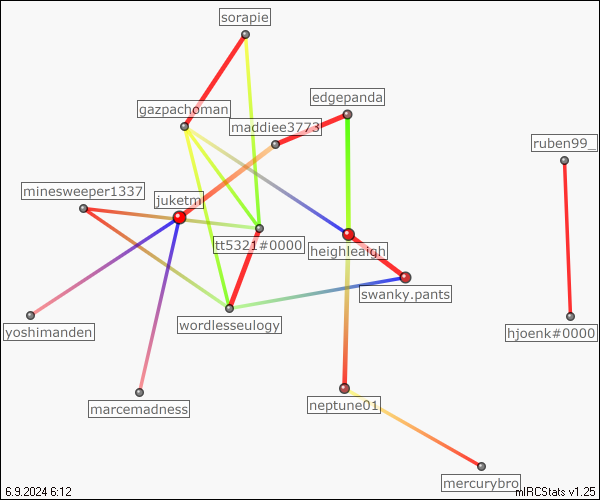 sorapie
edgepanda
gazpachoman
maddiee3773
ruben99_
minesweeper1337
juketm
tt5321#0000
heighleaigh
swanky.pants
yoshimanden
wordlesseulogy
hjoenk#0000
marcemadness
neptune01
mercurybro
6.9.2024 6:12
mIRCStats v1.25